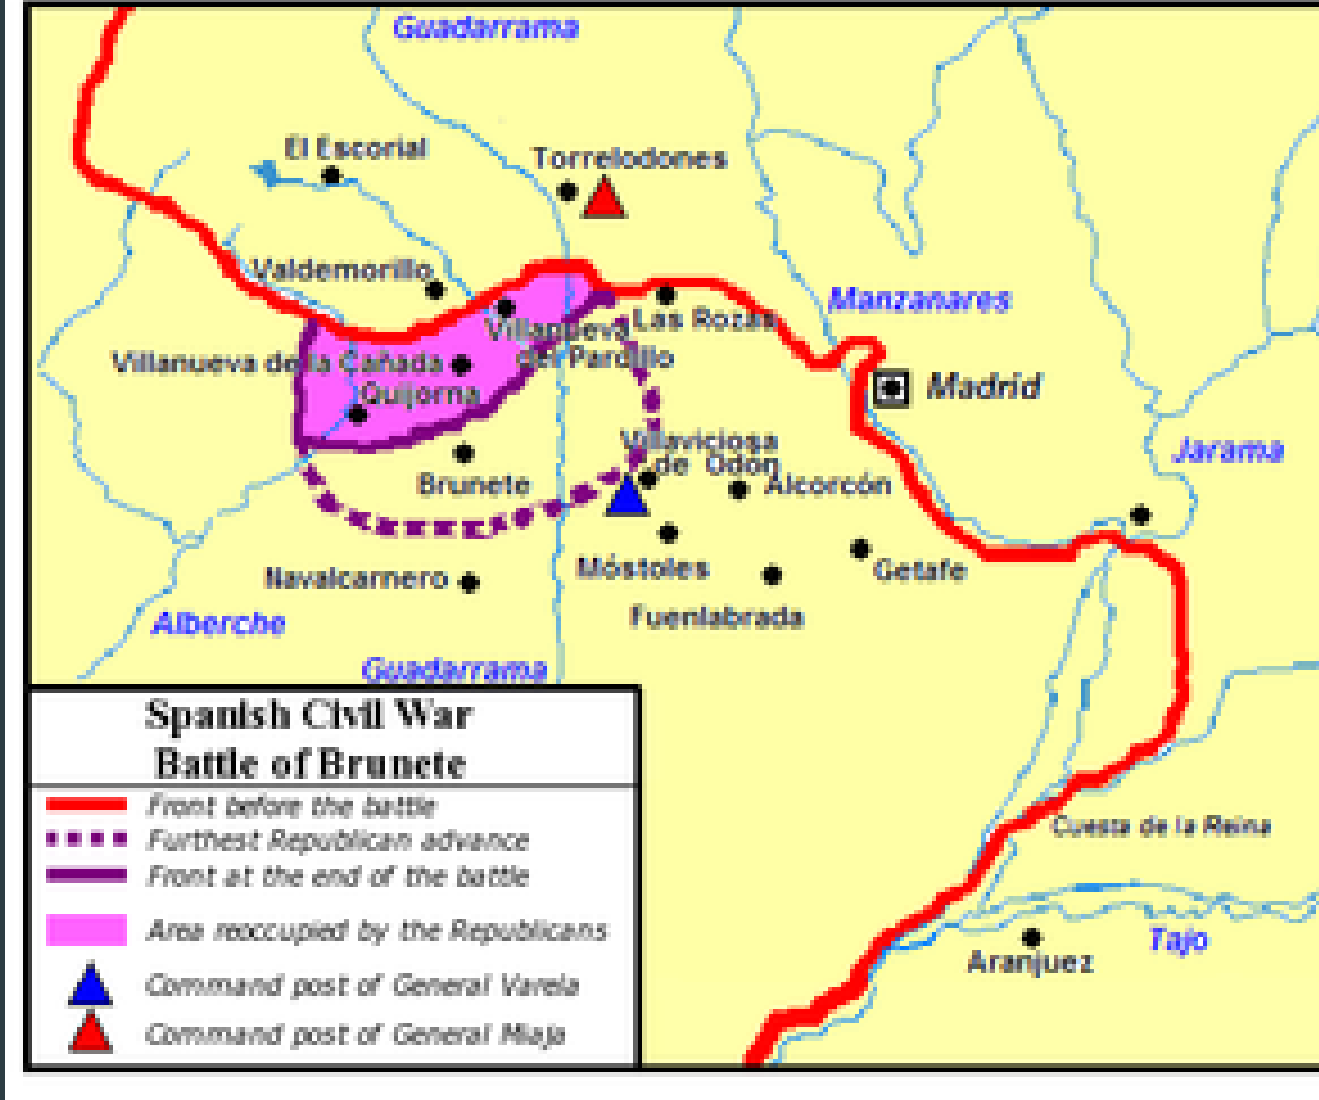 Guadarrama
El Escorial
Torrelodones
Valdemorillo
Manzanares
Villanueva
del Pardillo
Las Rozas
Villanueva de la Cañada
Quijorna
Madrid
Villaviciosa
de Odón
Jarama
Brunete
Alcorcón
Móstoles
Getafe
Navalcarnero
Fuenlabrada
Alberche
Guadarrama
Spanish Civil War
Battle of Brunete
Front before the battle
Furthest Republican advance
Front at the end of the battle
Area reoccupied by the Republicans
Command post of General Varela
Command post of General Miaja
Cuesta de la Reina
Tajo
Aranjuez